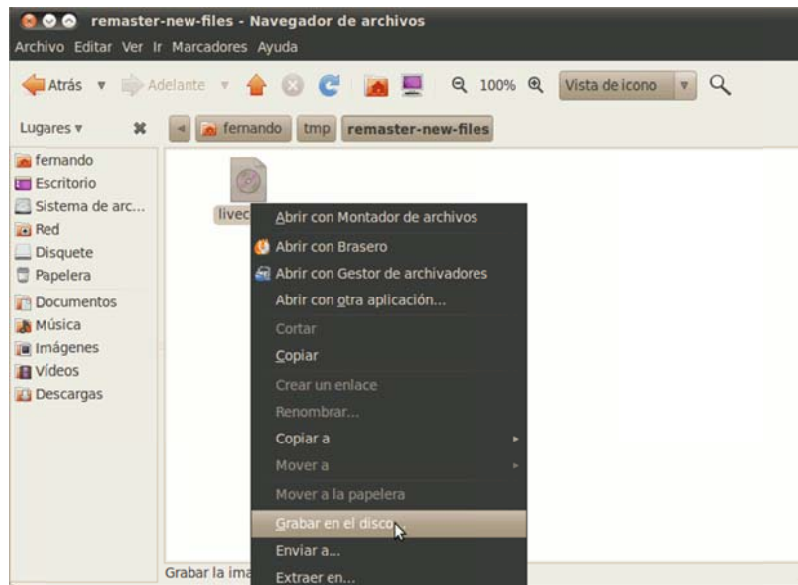 remaster-new-files - Navegador de archivos
Archivo Editar Ver Ir Marcadores Ayuda
Atrás Adelante 100% Vista de icono
Lugares fernando tmp remaster-new-files
fernando
Escritorio
Sistema de arc...
Red
Disquete
Papelera
Documentos
Música
Imágenes
Vídeos
Descargas
livec
Abrir con Montador de archivos
Abrir con Brasero
Abrir con Gestor de archivadores
Abrir con otra aplicación...
Cortar
Copiar
Crear un enlace
Renombrar...
Copiar a
Mover a
Mover a la papelera
Grabar en el disco...
Enviar a...
Extraer en...
Grabar la ima